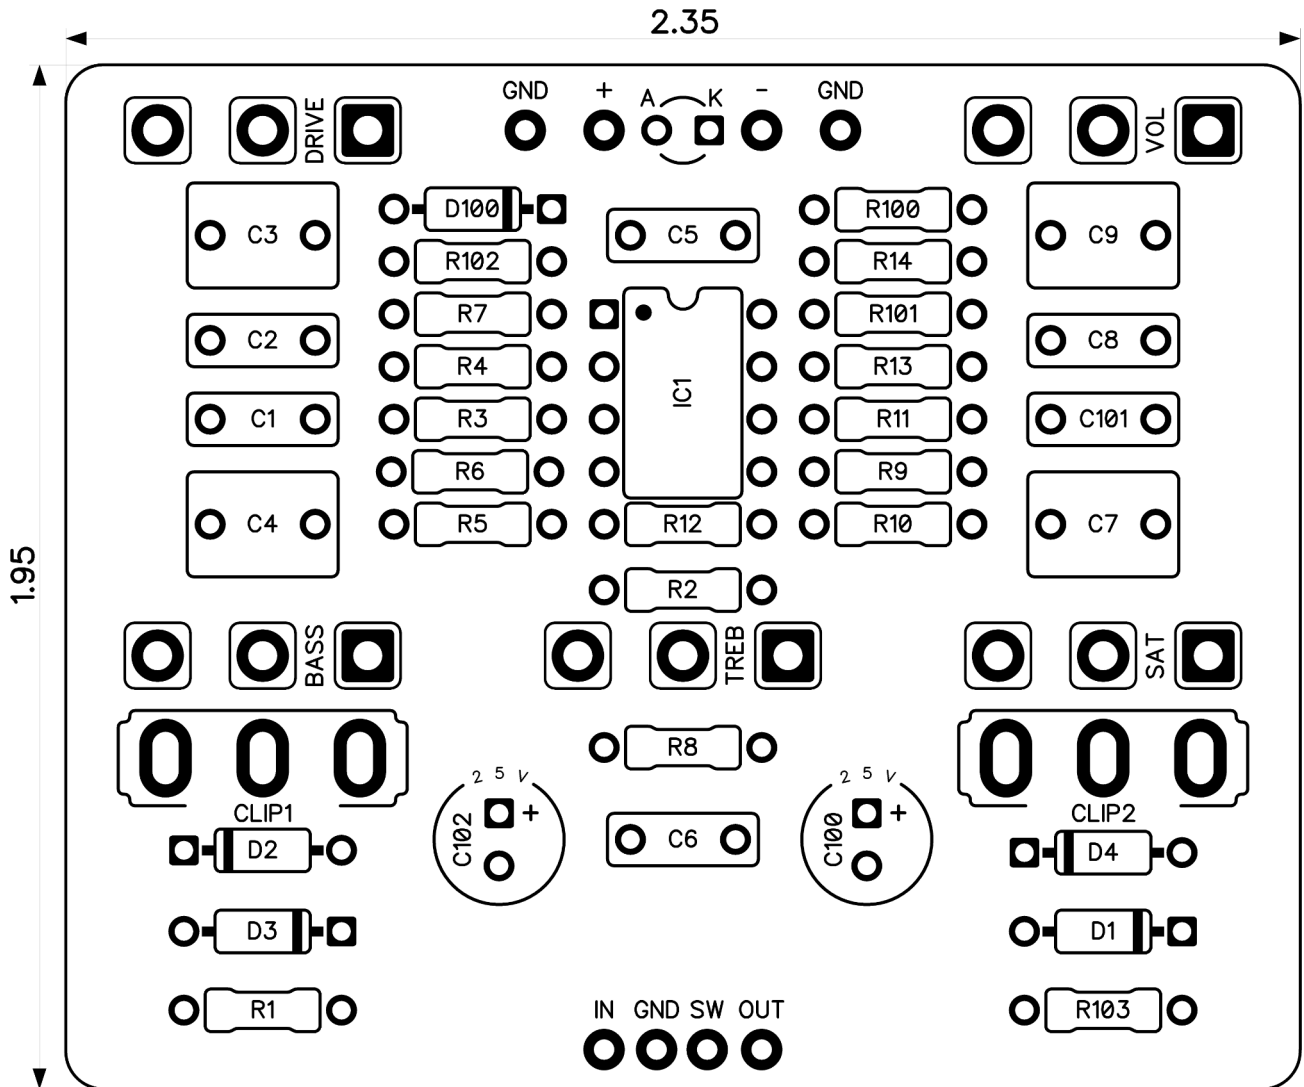 2.35
GND + A K - GND
DRIVE
VOL
D100 R100
C3 C5 C9
R102 R14
R7 R101
C2 C8
R4 R13
IC1
C1 R3 R11 C101
R6 R9
C4 R5 R12 R10 C7
1.95
R2
BASS TREB SAT
R8
25V 25V
CLIP1 CLIP2
+ +
C102 C6 C100
D2 D4
D3 D1
IN GND SW OUT
R1 R103